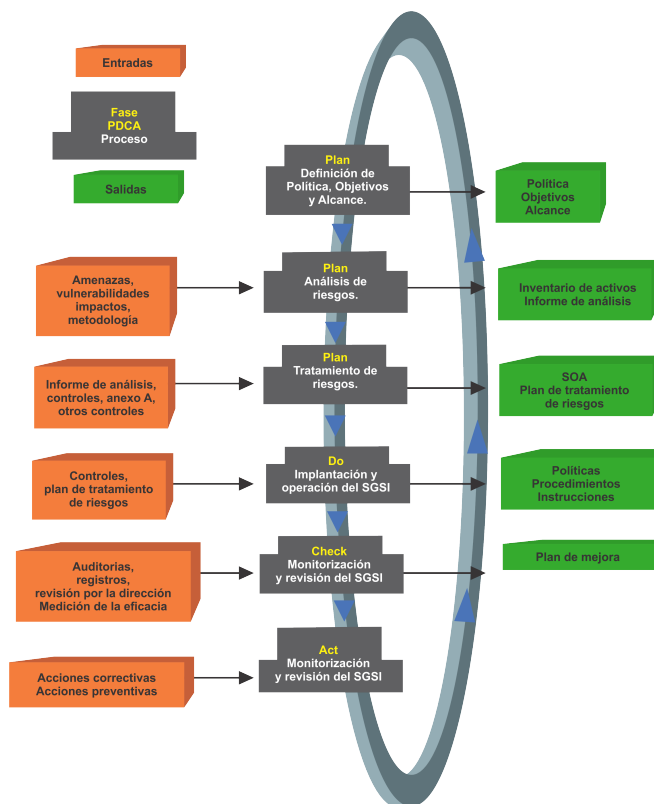 Entradas
Fase
PDCA
Proceso
Salidas
Plan
Definición de
Política, Objetivos
y Alcance.
Política
Objetivos
Alcance
Amenazas,
vulnerabilidades
impactos,
metodología
Plan
Análisis de
riesgos.
Inventario de activos
Informe de análisis
Informe de análisis,
controles, anexo A,
otros controles
Plan
Tratamiento de
riesgos.
SOA
Plan de tratamiento
de riesgos
Controles,
plan de tratamiento
de riesgos
Do
Implantación y
operación del SGSI
Políticas
Procedimientos
Instrucciones
Auditorias,
registros,
revisión por la dirección
Medición de la eficacia
Check
Monitorización
y revisión del SGSI
Plan de mejora
Acciones correctivas
Acciones preventivas
Act
Monitorización
y revisión del SGSI